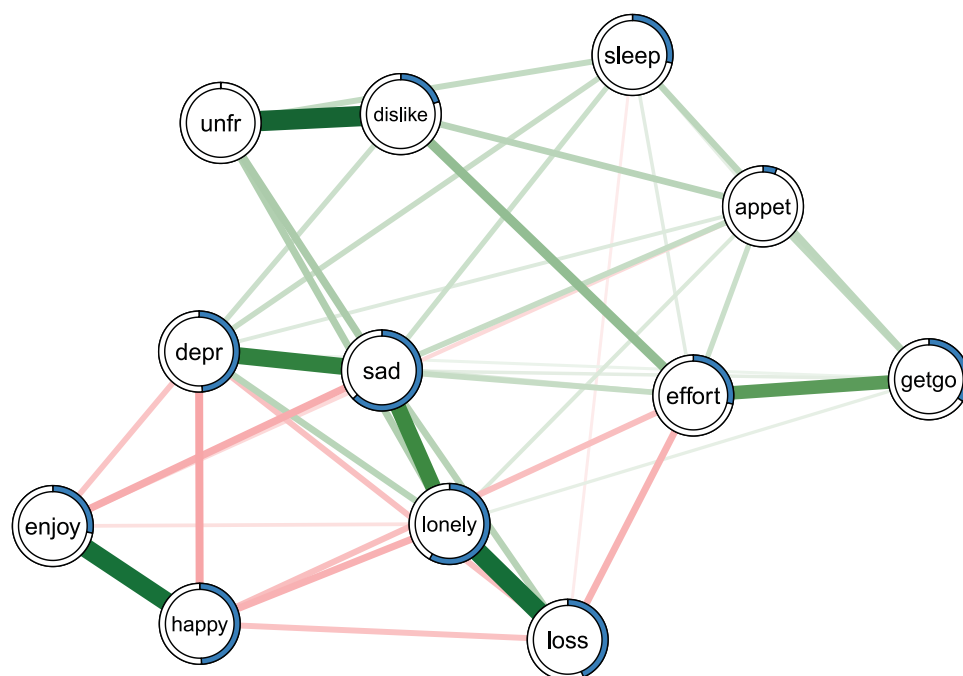 sleep
unfr
dislike
appet
depr
sad
effort
getgo
enjoy
lonely
happy
loss